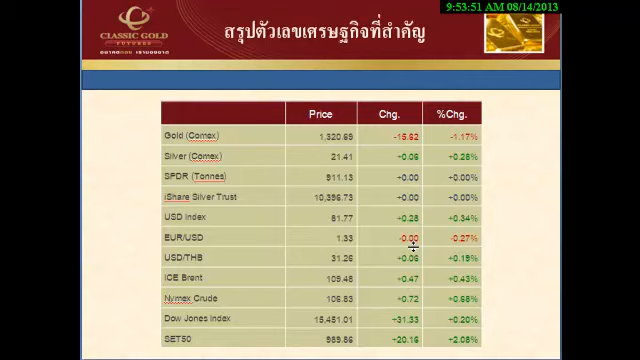 9:53:51 AM 08/14/2013
CLASSIC GOLD
FUTURES
สรุปตัวเลขเศรษฐกิจที่สำคัญ
Price Chg. %Chg.
Gold (Comex) 1,320.69 -15.62 -1.17%
Silver (Comex) 21.41 +0.06 +0.28%
SPDR (Tonnes) 911.13 +0.00 +0.00%
iShare Silver Trust 10,396.73 +0.00 +0.00%
USD Index 81.77 +0.28 +0.34%
EUR/USD 1.33 -0.00 -0.27%
USD/THB 31.26 +0.06 +0.19%
ICE Brent 109.48 +0.47 +0.43%
Nymex Crude 106.83 +0.72 +0.68%
Dow Jones Index 15,451.01 +31.33 +0.20%
SET50 989.86 +20.16 +2.08%